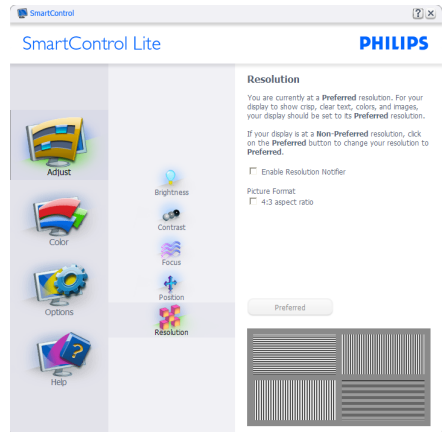 SmartControl
SmartControl Lite
PHILIPS
Adjust
Color
Options
Help
Brightness
Contrast
Focus
Position
Resolution
Resolution
You are currently at a Preferred resolution. For your
display to show crisp, clear text, colors, and images,
your display should be set to its Preferred resolution.
If your display is at a Non-Preferred resolution, click
on the Preferred button to change your resolution to
Preferred.
Enable Resolution Notifier
Picture Format
4:3 aspect ratio
Preferred